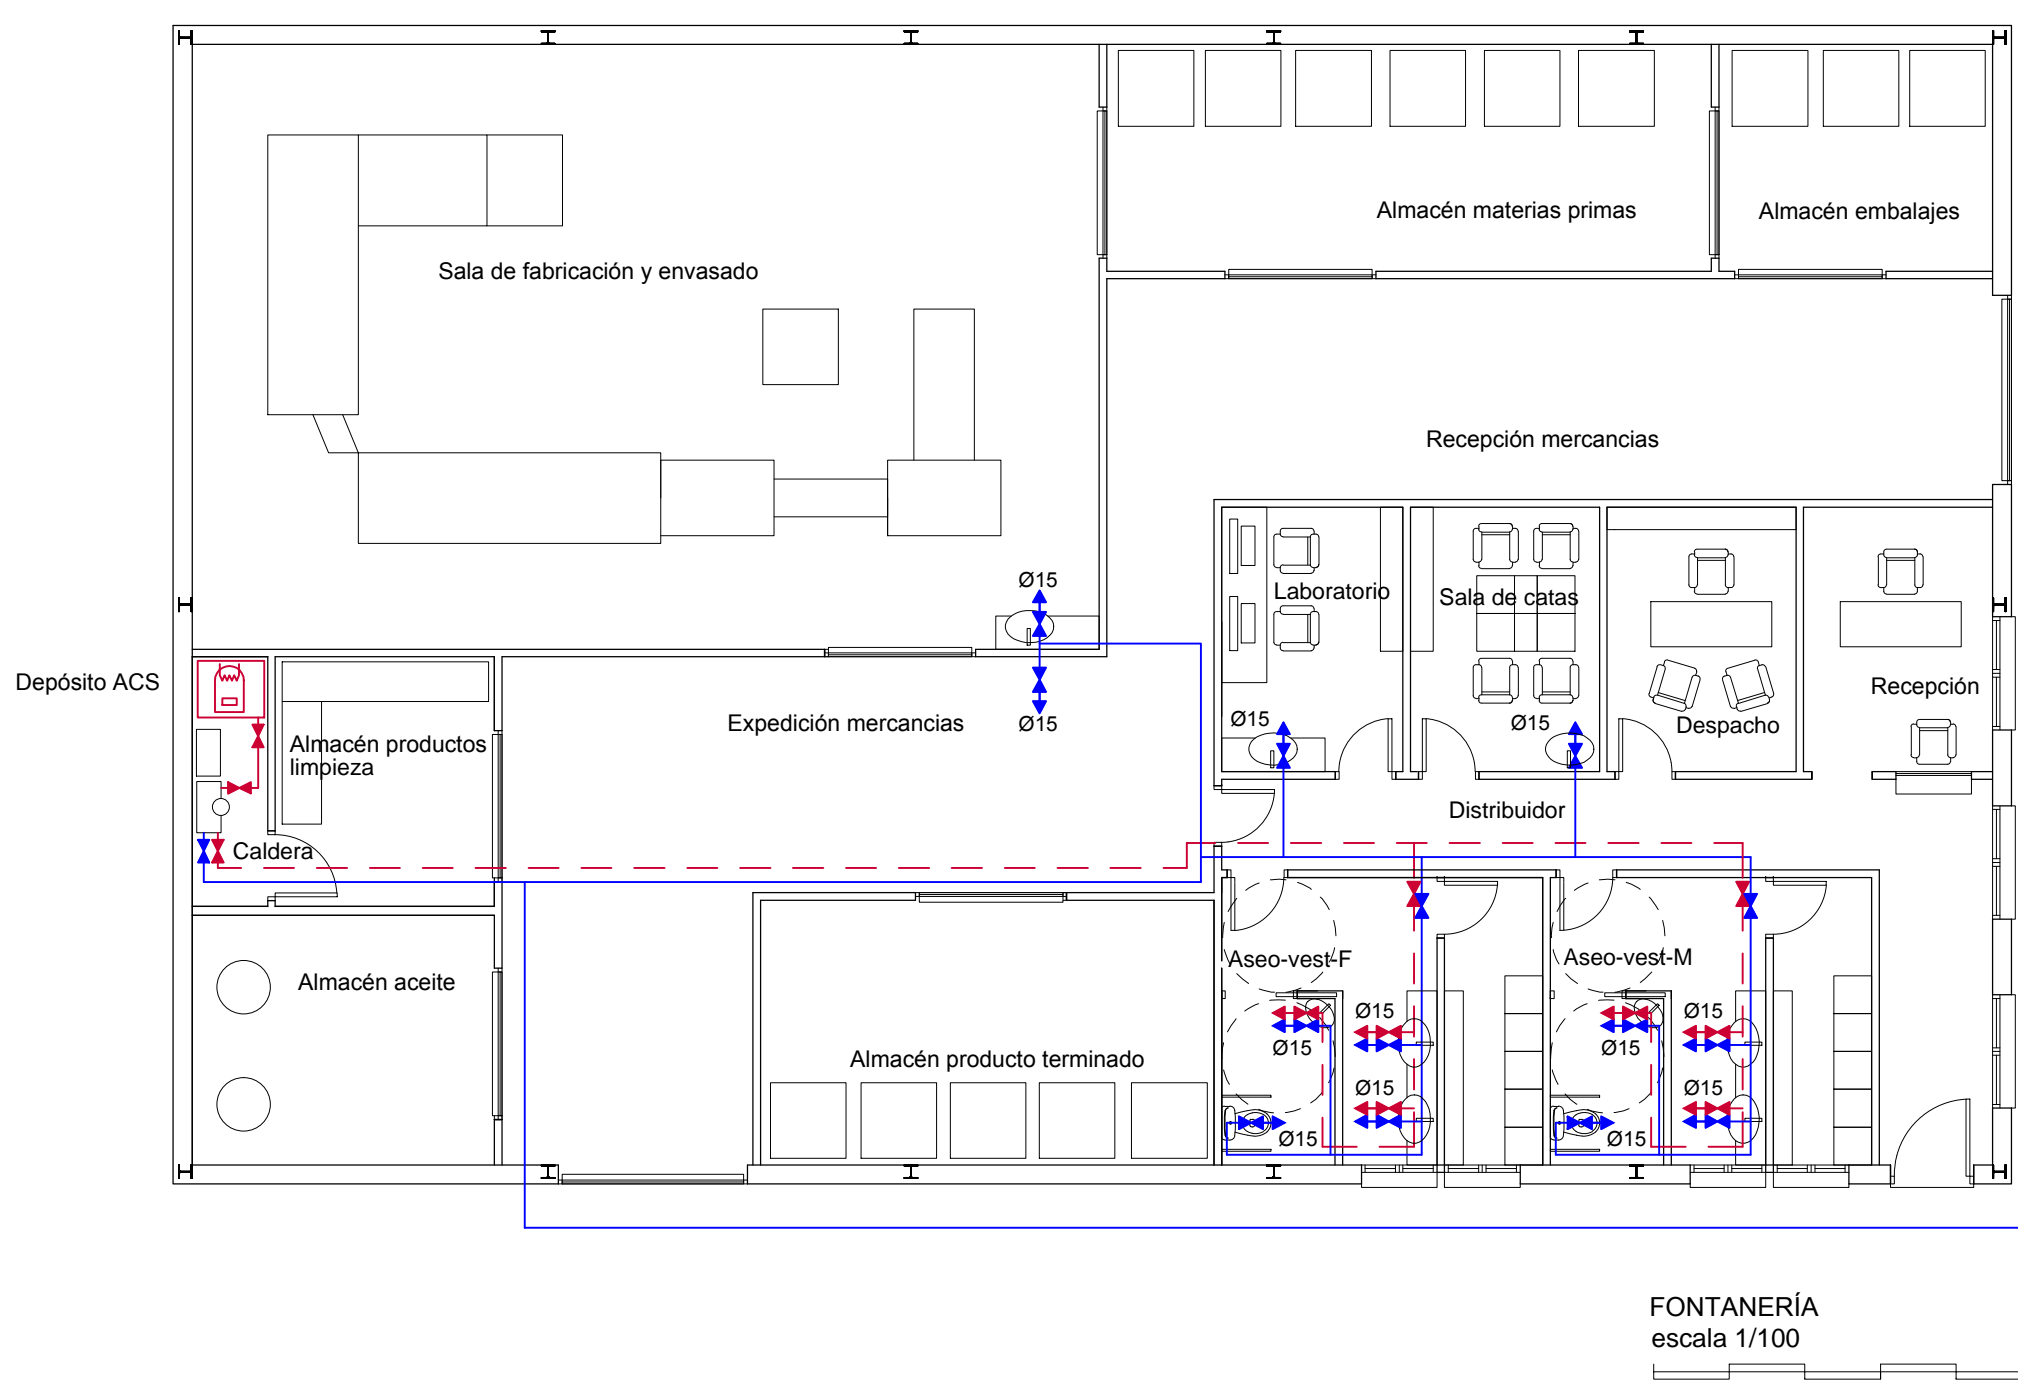 Almacén materias primas
Almacén embalajes
Sala de fabricación y envasado
Recepción mercancias
Ø15
Laboratorio
Sala de catas
Depósito ACS
Recepción
Expedición mercancias
Ø15
Ø15
Ø15
Despacho
Almacén productos
limpieza
Distribuidor
Caldera
Aseo-vest-F
Aseo-vest-M
Almacén aceite
Ø15
Ø15
Ø15
Ø15
Almacén producto terminado
Ø15
Ø15
Ø15
Ø15
FONTANERÍA
escala 1/100